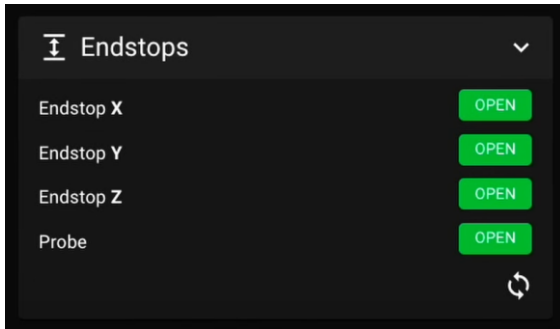 Endstops
Endstop X OPEN
Endstop Y OPEN
Endstop Z OPEN
Probe OPEN